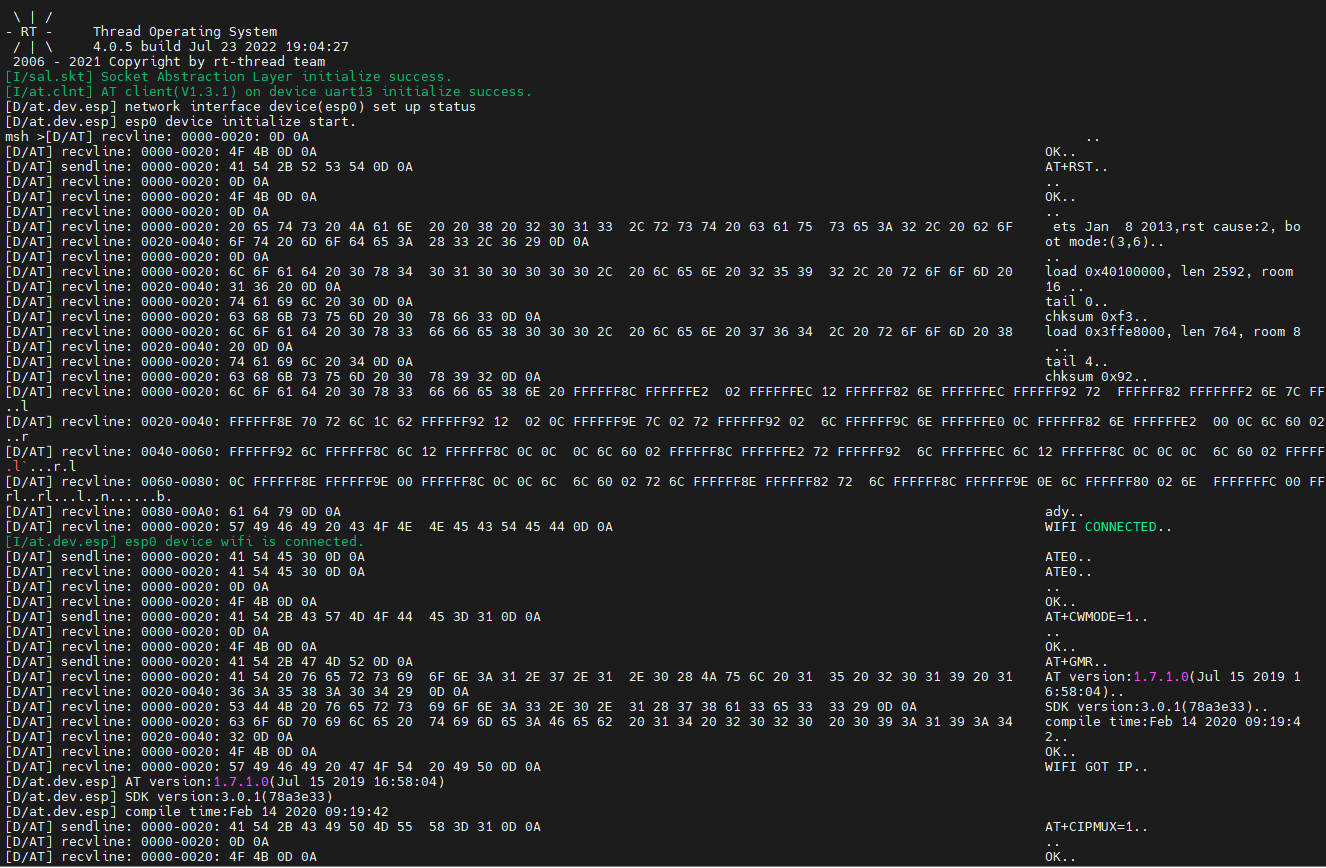 \ | /
- RT -     Thread Operating System
 / | \     4.0.5 build Jul 23 2022 19:04:27
 2006 - 2021 Copyright by rt-thread team
[I/sal.skt] Socket Abstraction Layer initialize success.
[I/at.clnt] AT client(V1.3.1) on device uart13 initialize success.
[D/at.dev.esp] network interface device(esp0) set up status
[D/at.dev.esp] esp0 device initialize start.
msh >[D/AT] recvline: 0000-0020: 0D 0A    ..
[D/AT] recvline: 0000-0020: 4F 4B 0D 0A    OK..
[D/AT] sendline: 0000-0020: 41 54 2B 52 53 54 0D 0A    AT+RST..
[D/AT] recvline: 0000-0020: 0D 0A    ..
[D/AT] recvline: 0000-0020: 4F 4B 0D 0A    OK..
[D/AT] recvline: 0000-0020: 0D 0A    ..
[D/AT] recvline: 0000-0020: 20 65 74 73 20 4A 61 6E  20 20 38 20 32 30 31 33  2C 72 73 74 20 63 61 75  73 65 3A 32 2C 20 62 6F     ets Jan  8 2013,rst cause:2, bo
[D/AT] recvline: 0020-0040: 6F 74 20 6D 6F 64 65 3A  28 33 2C 36 29 0D 0A    ot mode:(3,6)..
[D/AT] recvline: 0000-0020: 0D 0A    ..
[D/AT] recvline: 0000-0020: 6C 6F 61 64 20 30 78 34  30 31 30 30 30 30 30 2C  20 6C 65 6E 20 32 35 39  32 2C 20 72 6F 6F 6D 20    load 0x40100000, len 2592, room
[D/AT] recvline: 0020-0040: 31 36 20 0D 0A    16 ..
[D/AT] recvline: 0000-0020: 74 61 69 6C 20 30 0D 0A    tail 0..
[D/AT] recvline: 0000-0020: 63 68 6B 73 75 6D 20 30  78 66 33 0D 0A    chksum 0xf3..
[D/AT] recvline: 0000-0020: 6C 6F 61 64 20 30 78 33  66 66 65 38 30 30 30 2C  20 6C 65 6E 20 37 36 34  2C 20 72 6F 6F 6D 20 38    load 0x3ffe8000, len 764, room 8
[D/AT] recvline: 0020-0040: 20 0D 0A     ..
[D/AT] recvline: 0000-0020: 74 61 69 6C 20 34 0D 0A    tail 4..
[D/AT] recvline: 0000-0020: 63 68 6B 73 75 6D 20 30  78 39 32 0D 0A    chksum 0x92..
[D/AT] recvline: 0000-0020: 6C 6F 61 64 20 30 78 33  66 66 65 38 6E 20 FFFFFF8C FFFFFFE2  02 FFFFFFEC 12 FFFFFF82 6E FFFFFFEC FFFFFF92 72  FFFFFF82 FFFFFFF2 6E 7C FF
..l
[D/AT] recvline: 0020-0040: FFFFFF8E 70 72 6C 1C 62 FFFFFF92 12  02 0C FFFFFF9E 7C 02 72 FFFFFF92 02  6C FFFFFF9C 6E FFFFFFE0 0C FFFFFF82 6E FFFFFFE2  00 0C 6C 60 02
..r
[D/AT] recvline: 0040-0060: FFFFFF92 6C FFFFFF8C 6C 12 FFFFFF8C 0C 0C  0C 6C 60 02 FFFFFF8C FFFFFFE2 72 FFFFFF92  6C FFFFFFEC 6C 12 FFFFFF8C 0C 0C 0C  6C 60 02 FFFFF
.l`...r.l
[D/AT] recvline: 0060-0080: 0C FFFFFF8E FFFFFF9E 00 FFFFFF8C 0C 0C 6C  6C 60 02 72 6C FFFFFF8E FFFFFF82 72  6C FFFFFF8C FFFFFF9E 0E 6C FFFFFF80 02 6E  FFFFFFFC 00 FF
rl..rl...l..n......b.
[D/AT] recvline: 0080-00A0: 61 64 79 0D 0A    ady..
[D/AT] recvline: 0000-0020: 57 49 46 49 20 43 4F 4E  4E 45 43 54 45 44 0D 0A    WIFI CONNECTED..
[I/at.dev.esp] esp0 device wifi is connected.
[D/AT] sendline: 0000-0020: 41 54 45 30 0D 0A    ATE0..
[D/AT] recvline: 0000-0020: 41 54 45 30 0D 0A    ATE0..
[D/AT] recvline: 0000-0020: 0D 0A    ..
[D/AT] recvline: 0000-0020: 4F 4B 0D 0A    OK..
[D/AT] sendline: 0000-0020: 41 54 2B 43 57 4D 4F 44  45 3D 31 0D 0A    AT+CWMODE=1..
[D/AT] recvline: 0000-0020: 0D 0A    ..
[D/AT] recvline: 0000-0020: 4F 4B 0D 0A    OK..
[D/AT] sendline: 0000-0020: 41 54 2B 47 4D 52 0D 0A    AT+GMR..
[D/AT] recvline: 0000-0020: 41 54 20 76 65 72 73 69  6F 6E 3A 31 2E 37 2E 31  2E 30 28 4A 75 6C 20 31  35 20 32 30 31 39 20 31    AT version:1.7.1.0(Jul 15 2019 1
[D/AT] recvline: 0020-0040: 36 3A 35 38 3A 30 34 29  0D 0A    6:58:04)..
[D/AT] recvline: 0000-0020: 53 44 4B 20 76 65 72 73  69 6F 6E 3A 33 2E 30 2E  31 28 37 38 61 33 65 33  33 29 0D 0A    SDK version:3.0.1(78a3e33)..
[D/AT] recvline: 0000-0020: 63 6F 6D 70 69 6C 65 20  74 69 6D 65 3A 46 65 62  20 31 34 20 32 30 32 30  20 30 39 3A 31 39 3A 34    compile time:Feb 14 2020 09:19:4
[D/AT] recvline: 0020-0040: 32 0D 0A    2..
[D/AT] recvline: 0000-0020: 4F 4B 0D 0A    OK..
[D/AT] recvline: 0000-0020: 57 49 46 49 20 47 4F 54  20 49 50 0D 0A    WIFI GOT IP..
[D/at.dev.esp] AT version:1.7.1.0(Jul 15 2019 16:58:04)
[D/at.dev.esp] SDK version:3.0.1(78a3e33)
[D/at.dev.esp] compile time:Feb 14 2020 09:19:42
[D/AT] sendline: 0000-0020: 41 54 2B 43 49 50 4D 55  58 3D 31 0D 0A    AT+CIPMUX=1..
[D/AT] recvline: 0000-0020: 0D 0A    ..
[D/AT] recvline: 0000-0020: 4F 4B 0D 0A    OK..